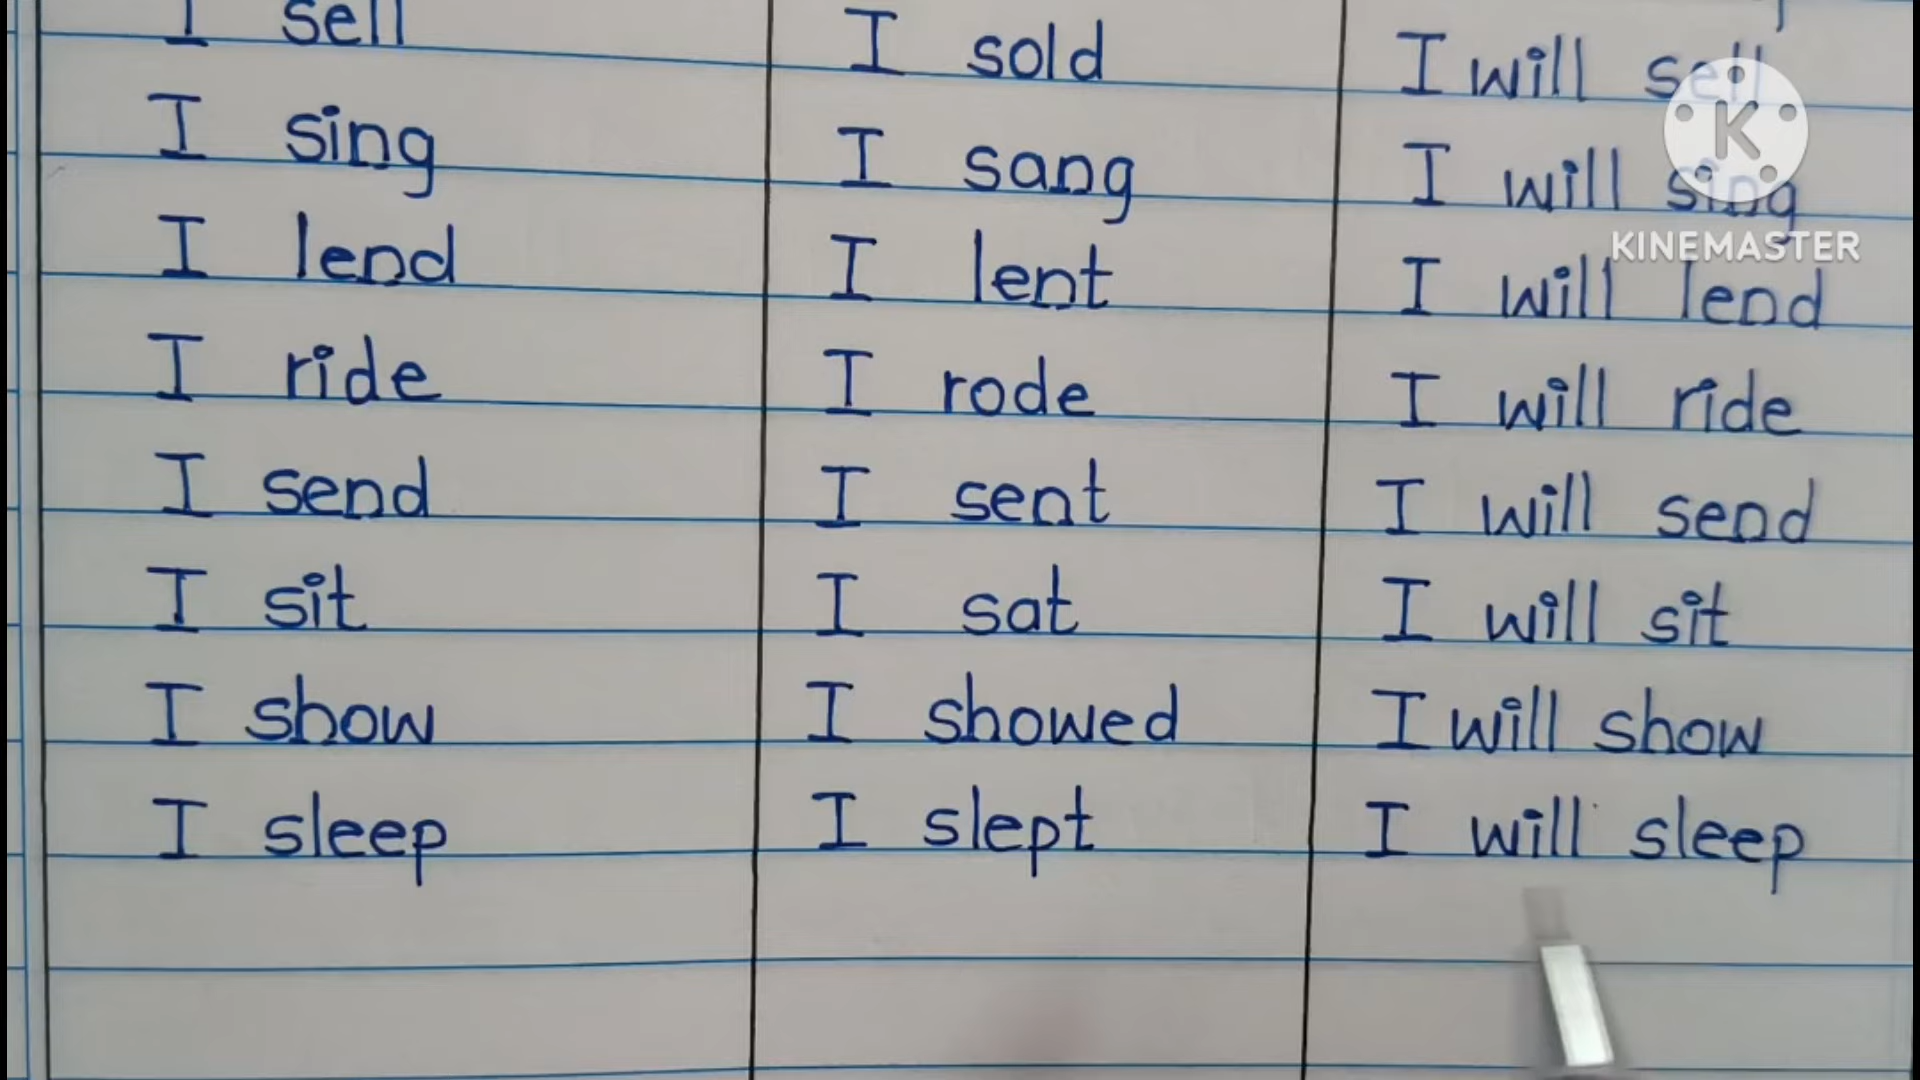 I sell I sold I will sell
I sing I sang I will sing
K
KINEMASTER
I lend I lent I will lend
I ride I rode I will ride
I send I sent I will send
I sit I sat I will sit
I show I showed I will show
I sleep I slept I will sleep